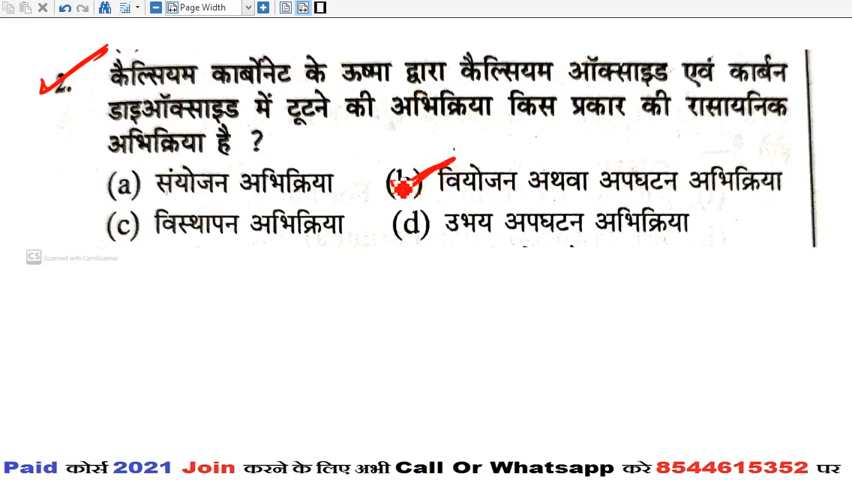 Page Width
2. कैल्सियम कार्बोनेट के ऊष्मा द्वारा कैल्सियम ऑक्साइड एवं कार्बन
डाइऑक्साइड में टूटने की अभिक्रिया किस प्रकार की रासायनिक
अभिक्रिया है ?
(a) संयोजन अभिक्रिया (b) वियोजन अथवा अपघटन अभिक्रिया
(c) विस्थापन अभिक्रिया (d) उभय अपघटन अभिक्रिया
CS Scanned with CamScanner
Paid कोर्स 2021 Join करने के लिए अभी Call Or Whatsapp करे 8544615352 पर